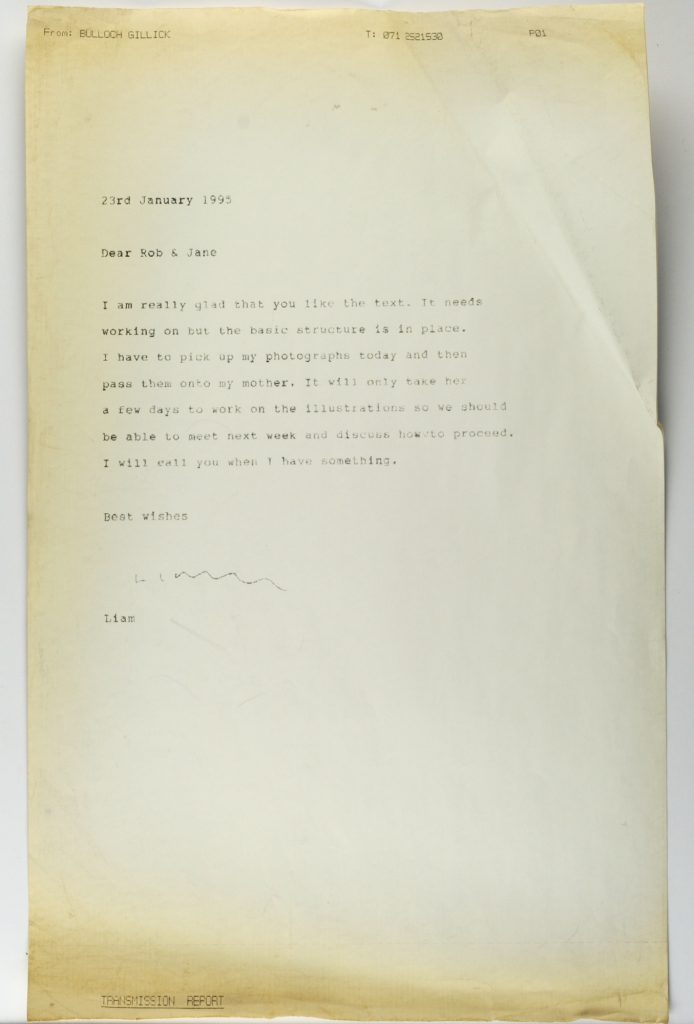 From: BULLOCH GILLICK T: 071 2521530 P01
23rd January 1995
Dear Rob & Jane
I am really glad that you like the text. It needs
working on but the basic structure is in place.
I have to pick up my photographs today and then
pass them onto my mother. It will only take her
a few days to work on the illustrations so we should
be able to meet next week and discuss how to proceed.
I will call you when I have something.
Best wishes
Liam
Liam
TRANSMISSION REPORT